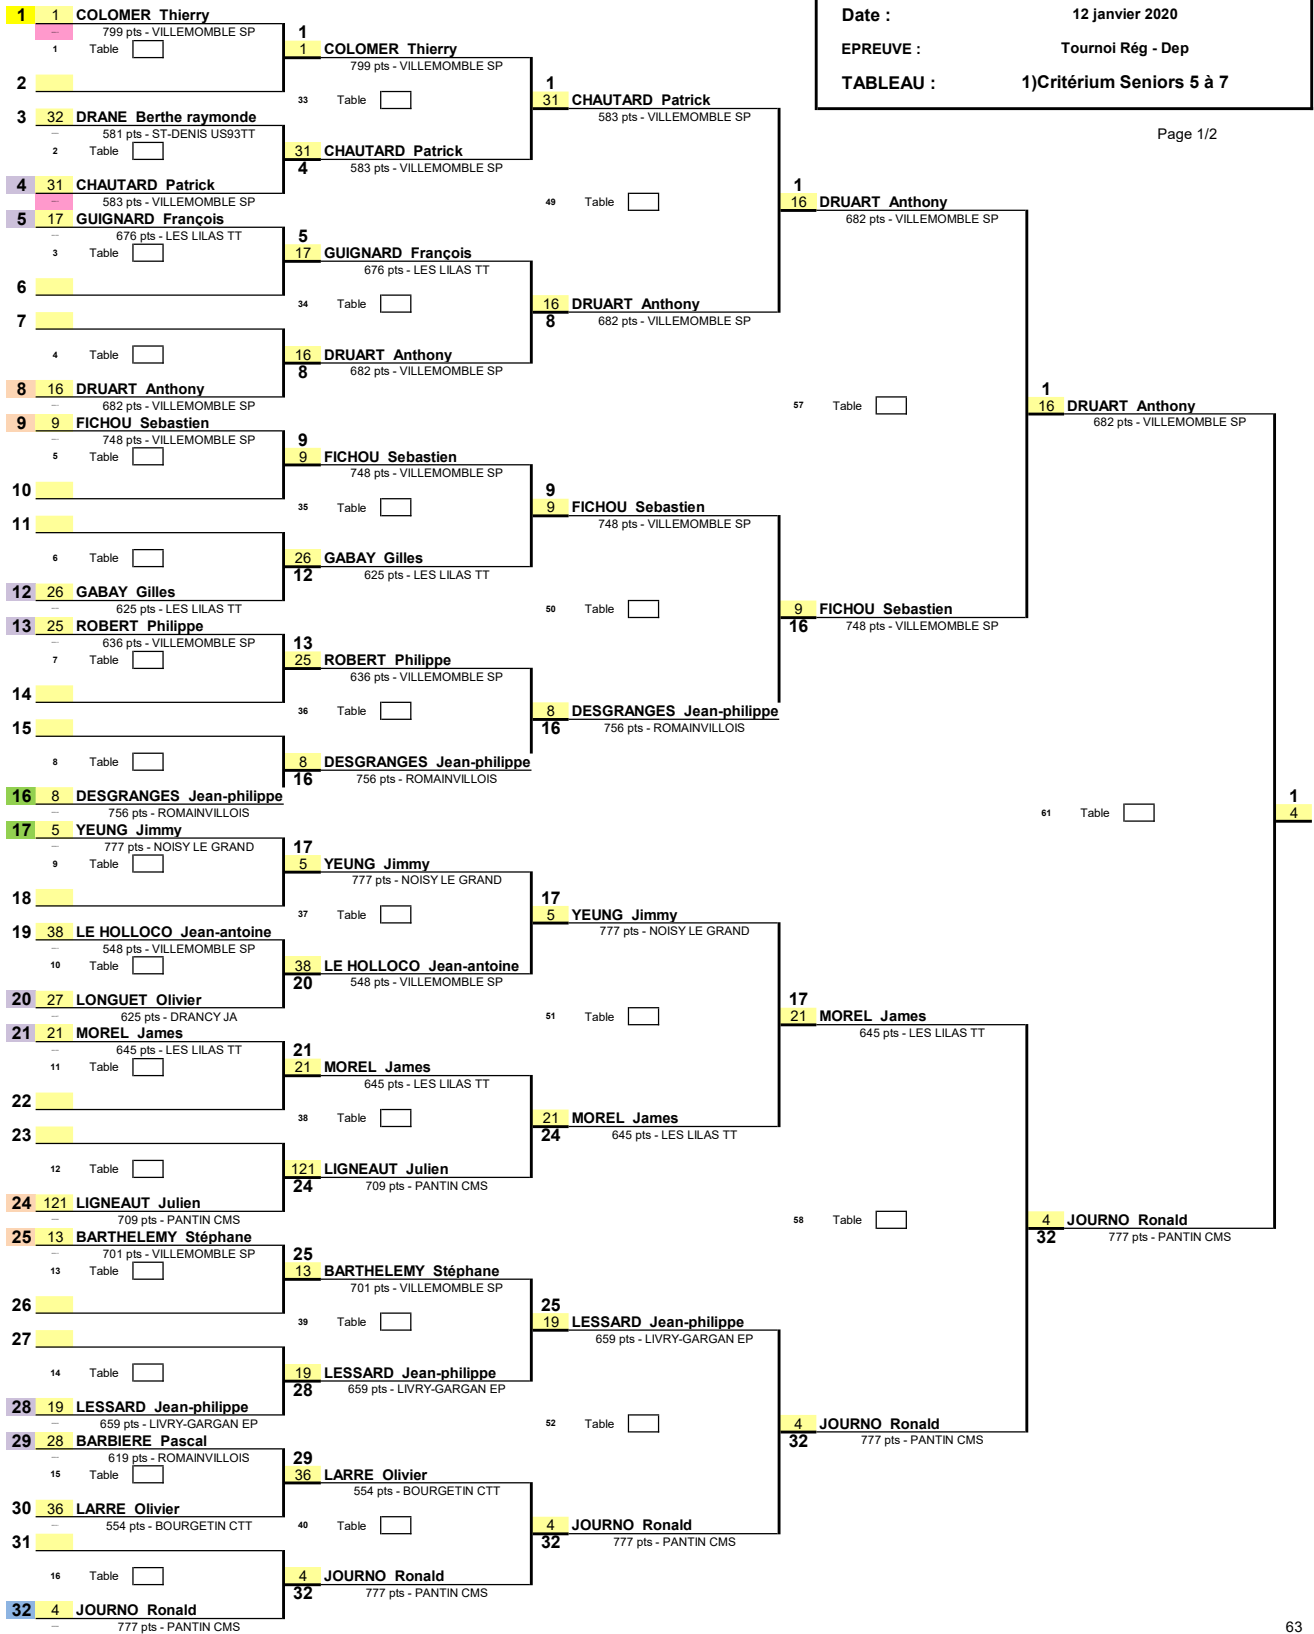 Date : 12 janvier 2020
EPREUVE : Tournoi Rég - Dep
TABLEAU : 1)Critérium Seniors 5 à 7
Page 1/2
1 1 COLOMER Thierry
799 pts - VILLEMOMBLE SP
1 Table
2
3 32 DRANE Berthe raymonde
581 pts - ST-DENIS US93TT
2 Table
4 31 CHAUTARD Patrick
583 pts - VILLEMOMBLE SP
5 17 GUIGNARD François
676 pts - LES LILAS TT
3 Table
6
7
4 Table
8 16 DRUART Anthony
682 pts - VILLEMOMBLE SP
9 9 FICHOU Sebastien
748 pts - VILLEMOMBLE SP
5 Table
10
11
6 Table
12 26 GABAY Gilles
625 pts - LES LILAS TT
13 25 ROBERT Philippe
636 pts - VILLEMOMBLE SP
7 Table
14
15
8 Table
16 8 DESGRANGES Jean-philippe
756 pts - ROMAINVILLOIS
17 5 YEUNG Jimmy
777 pts - NOISY LE GRAND
9 Table
18
19 38 LE HOLLOCO Jean-antoine
548 pts - VILLEMOMBLE SP
10 Table
20 27 LONGUET Olivier
625 pts - DRANCY JA
21 21 MOREL James
645 pts - LES LILAS TT
11 Table
22
23
12 Table
24 121 LIGNEAUT Julien
709 pts - PANTIN CMS
25 13 BARTHELEMY Stéphane
701 pts - VILLEMOMBLE SP
13 Table
26
27
14 Table
28 19 LESSARD Jean-philippe
659 pts - LIVRY-GARGAN EP
29 28 BARBIERE Pascal
619 pts - ROMAINVILLOIS
15 Table
30 36 LARRE Olivier
554 pts - BOURGETIN CTT
31
16 Table
32 4 JOURNO Ronald
777 pts - PANTIN CMS
1
1 COLOMER Thierry
799 pts - VILLEMOMBLE SP
33 Table
31 CHAUTARD Patrick
4 583 pts - VILLEMOMBLE SP
5
17 GUIGNARD François
676 pts - LES LILAS TT
34 Table
16 DRUART Anthony
8 682 pts - VILLEMOMBLE SP
9
9 FICHOU Sebastien
748 pts - VILLEMOMBLE SP
35 Table
26 GABAY Gilles
12 625 pts - LES LILAS TT
13
25 ROBERT Philippe
636 pts - VILLEMOMBLE SP
36 Table
8 DESGRANGES Jean-philippe
16 756 pts - ROMAINVILLOIS
17
5 YEUNG Jimmy
777 pts - NOISY LE GRAND
37 Table
38 LE HOLLOCO Jean-antoine
20 548 pts - VILLEMOMBLE SP
21
21 MOREL James
645 pts - LES LILAS TT
38 Table
121 LIGNEAUT Julien
24 709 pts - PANTIN CMS
25
13 BARTHELEMY Stéphane
701 pts - VILLEMOMBLE SP
39 Table
19 LESSARD Jean-philippe
28 659 pts - LIVRY-GARGAN EP
29
36 LARRE Olivier
554 pts - BOURGETIN CTT
40 Table
4 JOURNO Ronald
32 777 pts - PANTIN CMS
1
31 CHAUTARD Patrick
583 pts - VILLEMOMBLE SP
49 Table
16 DRUART Anthony
8 682 pts - VILLEMOMBLE SP
9
9 FICHOU Sebastien
748 pts - VILLEMOMBLE SP
50 Table
8 DESGRANGES Jean-philippe
16 756 pts - ROMAINVILLOIS
17
5 YEUNG Jimmy
777 pts - NOISY LE GRAND
51 Table
21 MOREL James
24 645 pts - LES LILAS TT
25
19 LESSARD Jean-philippe
659 pts - LIVRY-GARGAN EP
52 Table
4 JOURNO Ronald
32 777 pts - PANTIN CMS
1
16 DRUART Anthony
682 pts - VILLEMOMBLE SP
57 Table
9 FICHOU Sebastien
16 748 pts - VILLEMOMBLE SP
17
21 MOREL James
645 pts - LES LILAS TT
58 Table
4 JOURNO Ronald
32 777 pts - PANTIN CMS
1
16 DRUART Anthony
682 pts - VILLEMOMBLE SP
61 Table
4 JOURNO Ronald
32 777 pts - PANTIN CMS
1
4
63